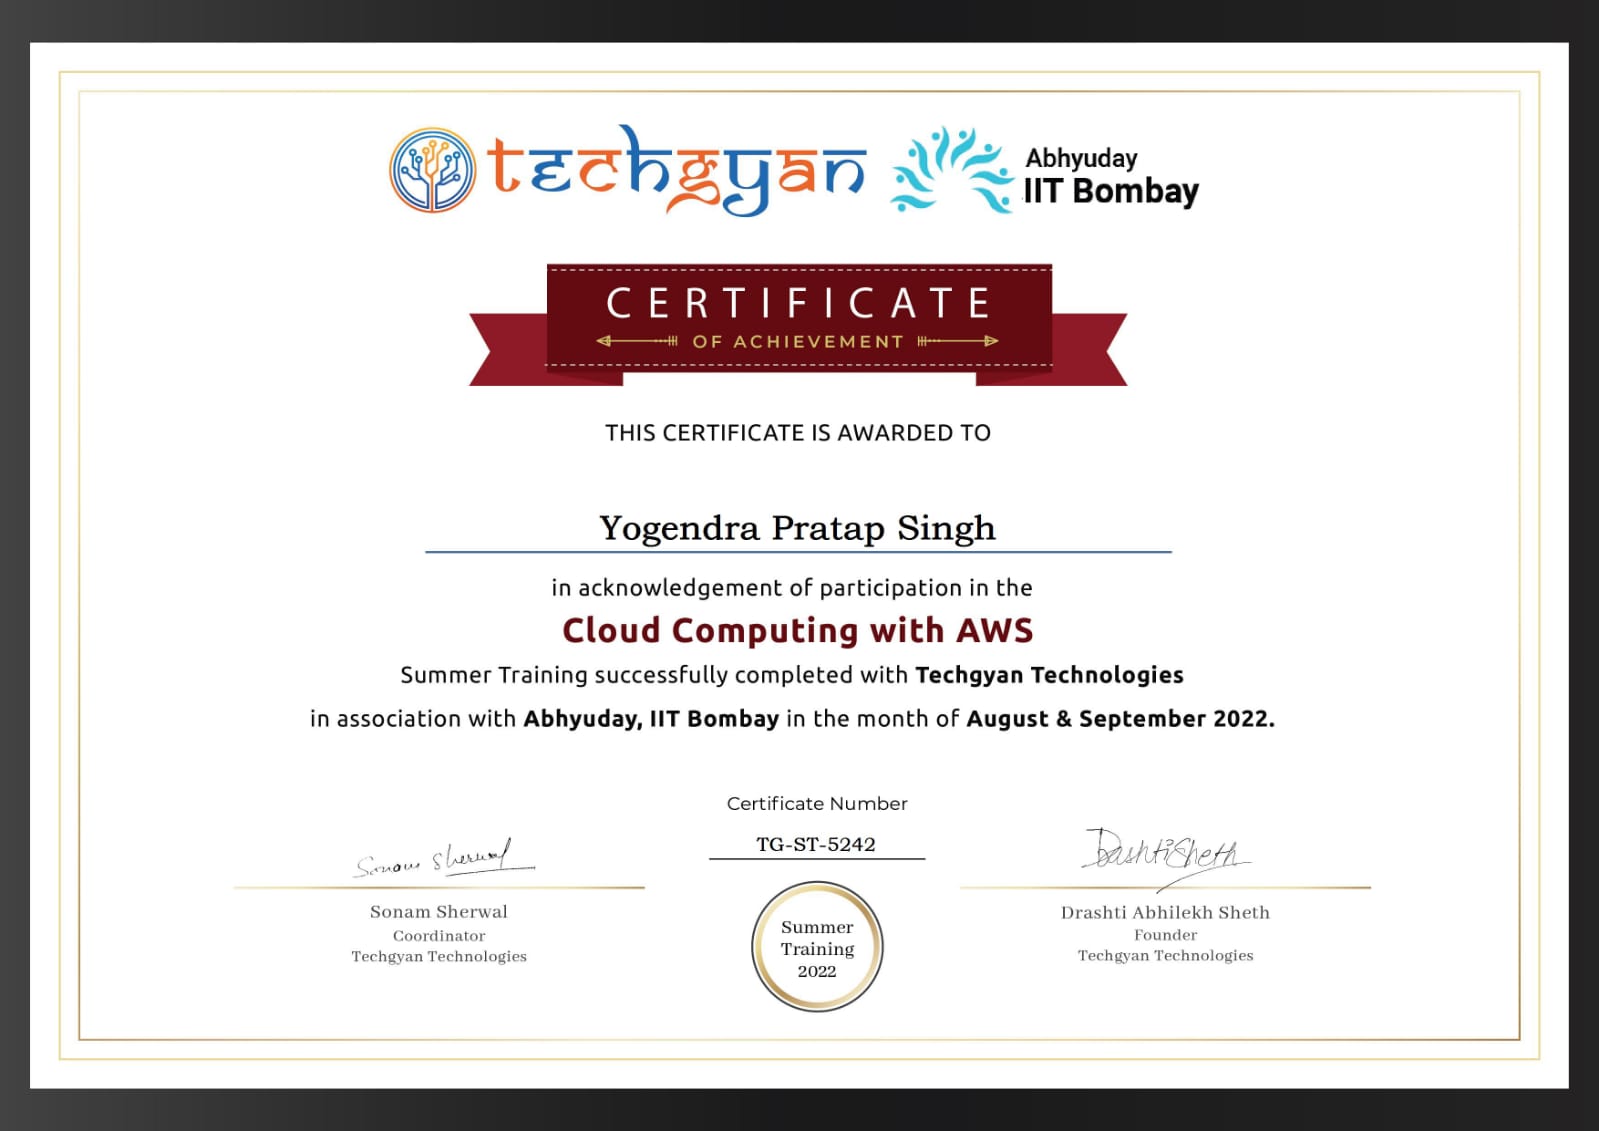 techgyan
Abhyuday
IIT Bombay
CERTIFICATE
OF ACHIEVEMENT
THIS CERTIFICATE IS AWARDED TO
Yogendra Pratap Singh
in acknowledgement of participation in the
Cloud Computing with AWS
Summer Training successfully completed with Techgyan Technologies
in association with Abhyuday, IIT Bombay in the month of August & September 2022.
Certificate Number
TG-ST-5242
Sonam Sherwal
DrashtiSheth
Sonam Sherwal
Coordinator
Techgyan Technologies
Summer
Training
2022
Drashti Abhilekh Sheth
Founder
Techgyan Technologies